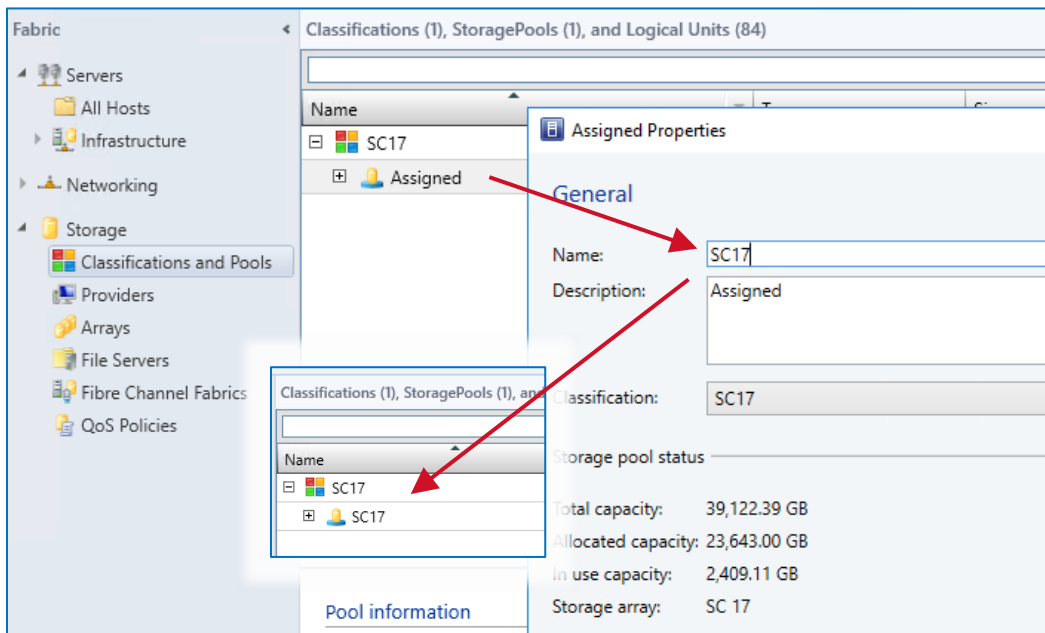 Fabric
Servers
All Hosts
Infrastructure
Networking
Storage
Classifications and Pools
Providers
Arrays
File Servers
Fibre Channel Fabrics
QoS Policies
Classifications (1), StoragePools (1), and Logical Units (84)
Name
SC17
Assigned
Assigned Properties
General
Name: SC17
Description: Assigned
Classification: SC17
Storage pool status
Total capacity: 39,122.39 GB
Allocated capacity: 23,643.00 GB
In use capacity: 2,409.11 GB
Storage array: SC 17
Classifications (1), StoragePools (1), and
Name
SC17
SC17
Pool information